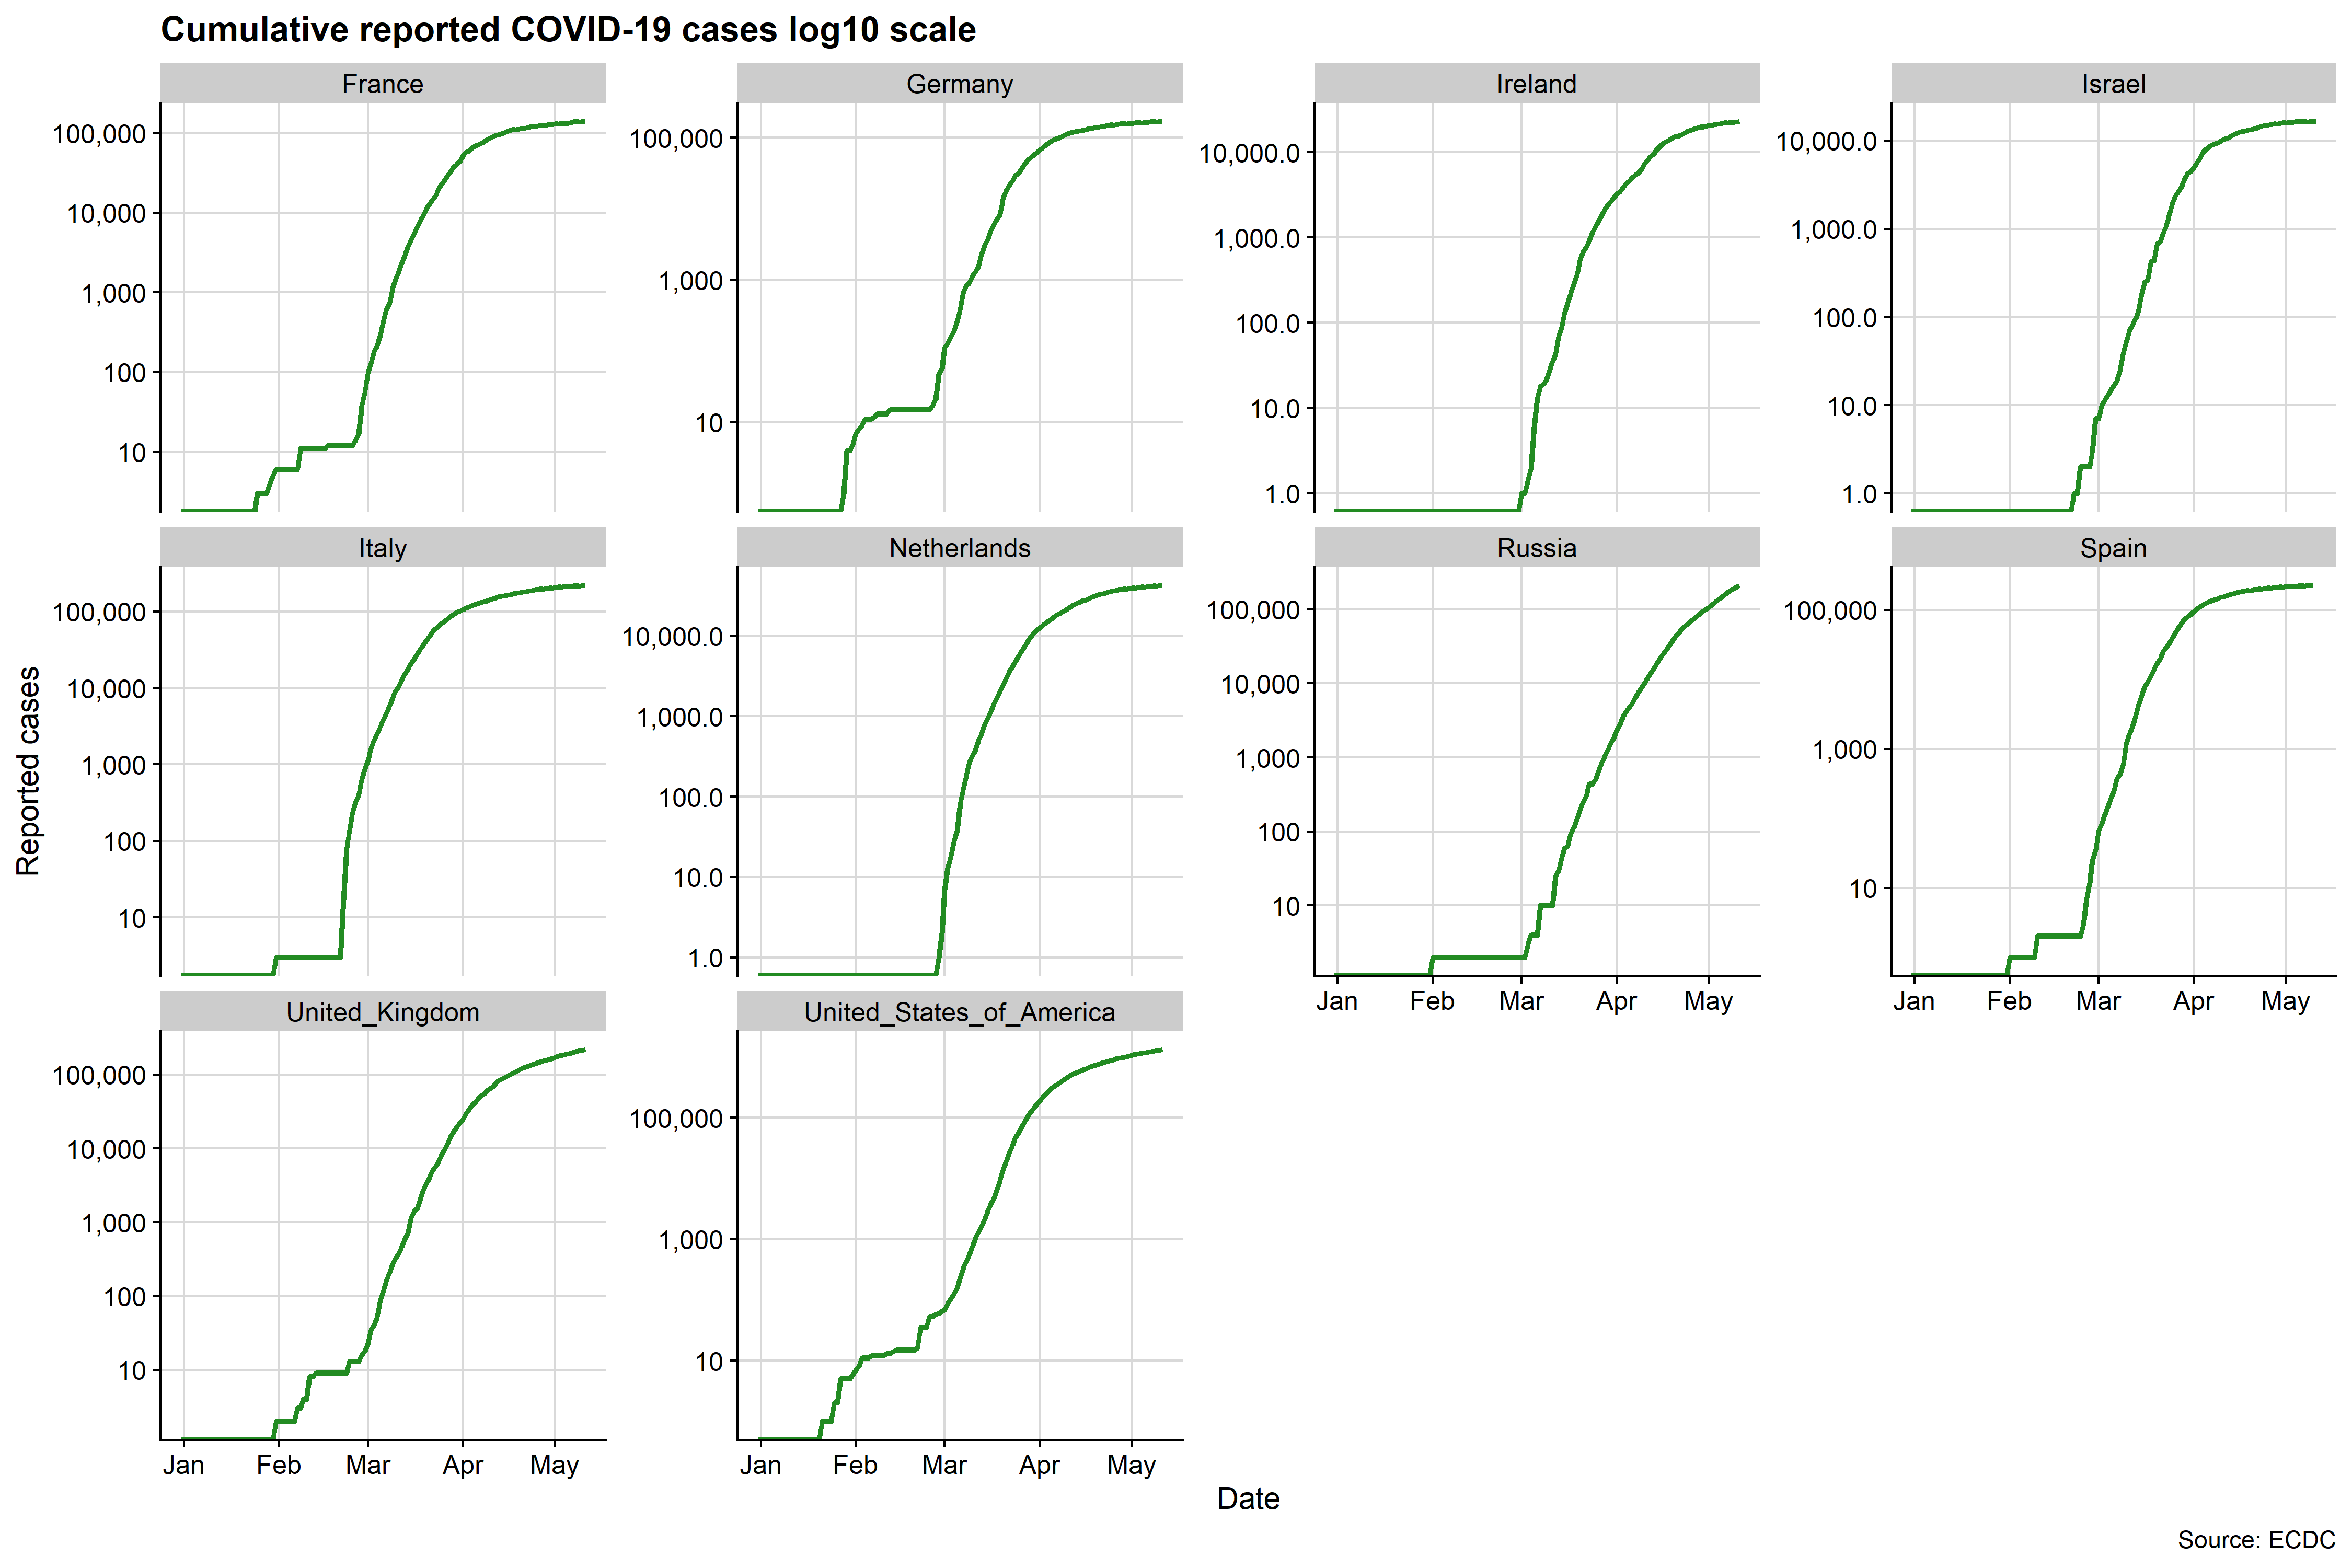 Cumulative reported COVID-19 cases log10 scale
France
Germany
Ireland
Israel
100,000
10,000
1,000
100
10
100,000
1,000
10
10,000.0
1,000.0
100.0
10.0
1.0
10,000.0
1,000.0
100.0
10.0
1.0
Italy
Netherlands
Russia
Spain
100,000
10,000
1,000
100
10
10,000.0
1,000.0
100.0
10.0
1.0
100,000
10,000
1,000
100
10
100,000
1,000
10
Jan Feb Mar Apr May
Jan Feb Mar Apr May
United_Kingdom
United_States_of_America
100,000
10,000
1,000
100
10
100,000
1,000
10
Jan Feb Mar Apr May
Jan Feb Mar Apr May
Reported cases
Date
Source: ECDC